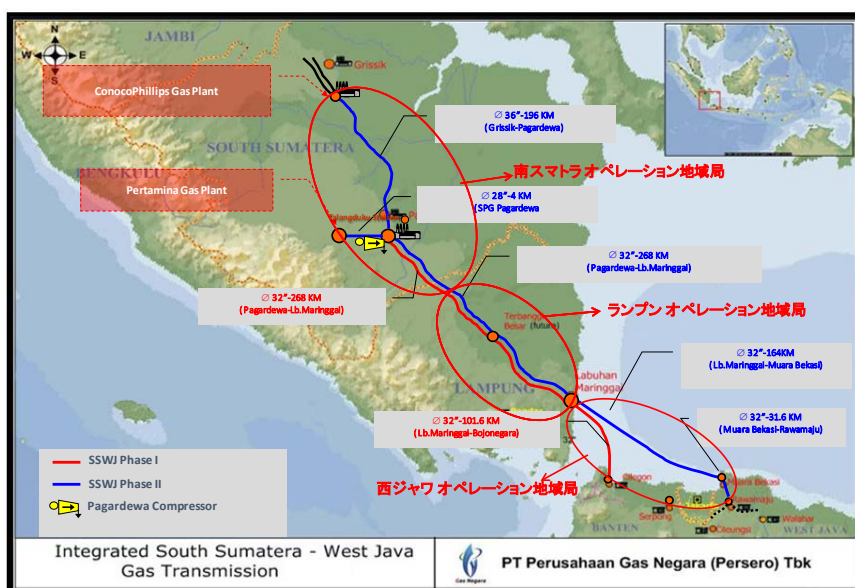 JAMBI
N
W E
S
Grissik
ConocoPhillips Gas Plant
Ø 36"-196 KM
(Grissik-Pagardewa)
SOUTH SUMATERA
南スマトラオペレーション地域局
BENGKULU
Pertamina Gas Plant
Ø 28"-4 KM
(SPG Pagardewa
Ø 32"-268 KM
(Pagardewa-Lb.Maringgai)
Ø 32"-268 KM
(Pagardewa-Lb.Maringgai)
ランプン オペレーション地域局
Terbanggi
Besar (future)
Ø 32"-164KM
(Lb.Maringgai-Muara Bekasi)
Labuhan
Maringgai
LAMPUNG
Ø 32"-101.6 KM
(Lb.Maringgai-Bojonegara)
Ø 32"-31.6 KM
(Muara Bekasi-Rawamaju)
32"
SSWJ Phase I
SSWJ Phase II
Pagardewa Compressor
西ジャワ オペレーション地域局
Cilegon
Muara Bekasi
Rawamaju
Serpong
Cileungsi
Walahar
BANTEN
WEST JAVA
Integrated South Sumatera - West Java
Gas Transmission
Gas Negara
PT Perusahaan Gas Negara (Persero) Tbk